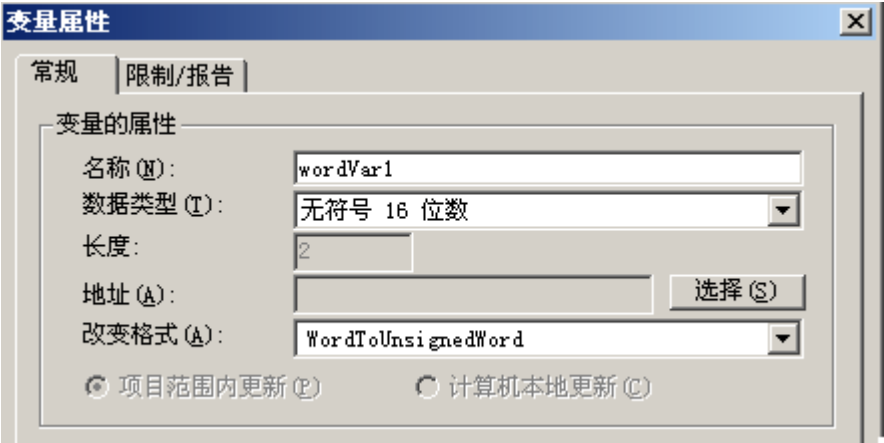 变量属性
常规 限制/报告
变量的属性
名称(N): wordVar1
数据类型(T): 无符号 16 位数
长度: 2
地址(A): 选择(S)
改变格式(A): WordToUnsignedWord
项目范围内更新(P) 计算机本地更新(C)